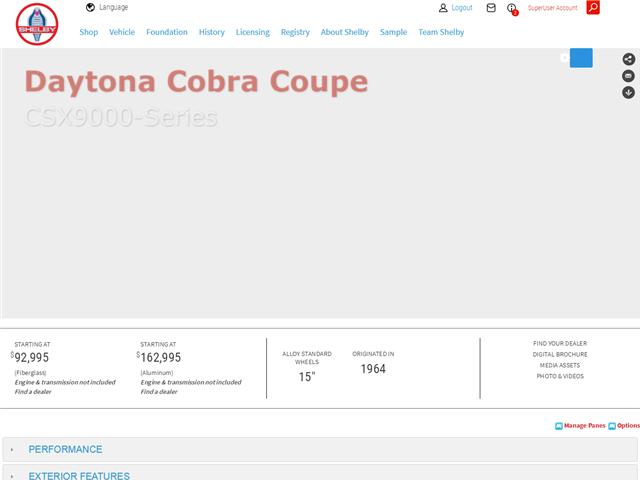 SHELBY
Language
Logout
2
SuperUser Account
Shop Vehicle Foundation History Licensing Registry About Shelby Sample Team Shelby
Daytona Cobra Coupe
CSX9000-Series
STARTING AT
$92,995
(Fiberglass)
Engine & transmission not included
Find a dealer
STARTING AT
$162,995
(Aluminum)
Engine & transmission not included
Find a dealer
ALLOY STANDARD
WHEELS
15"
ORIGINATED IN
1964
FIND YOUR DEALER
DIGITAL BROCHURE
MEDIA ASSETS
PHOTO & VIDEOS
Manage Panes Options
PERFORMANCE
EXTERIOR FEATURES